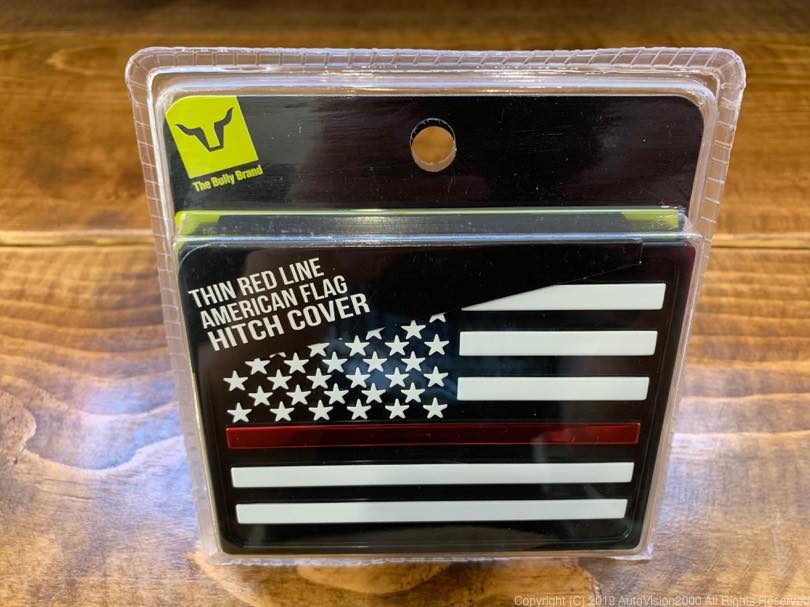 The Bully Brand
THIN RED LINE
AMERICAN FLAG
HITCH COVER
Copyright (C) 2019 AutoVision2000 All Rights Reserved